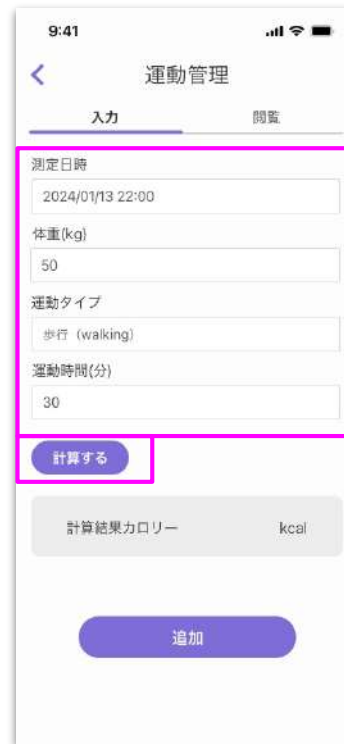 9:41
運動管理
入力 閲覧
測定日時
2024/01/13 22:00
体重(kg)
50
運動タイプ
歩行（walking）
運動時間(分)
30
計算する
計算結果カロリー kcal
追加